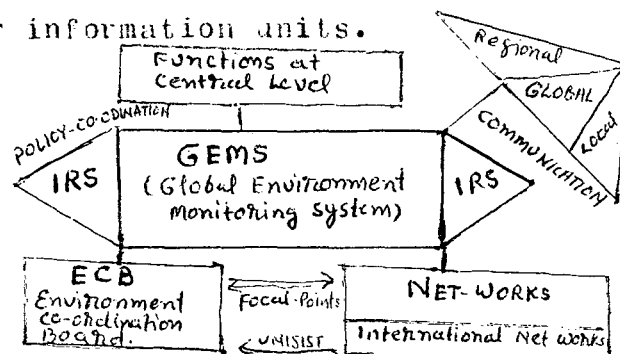 r information units.
Functions at
Central Level
Regional
GLOBAL
LOCAL
COMMUNICATION
POLICY-CO-ODINATION
IRS
GEMS
(Global Environment
Monitoring System)
IRS
ECB
Environment
co-ordination
Board.
Focal-Points
UNISIST
NET-WORKS
International Net works